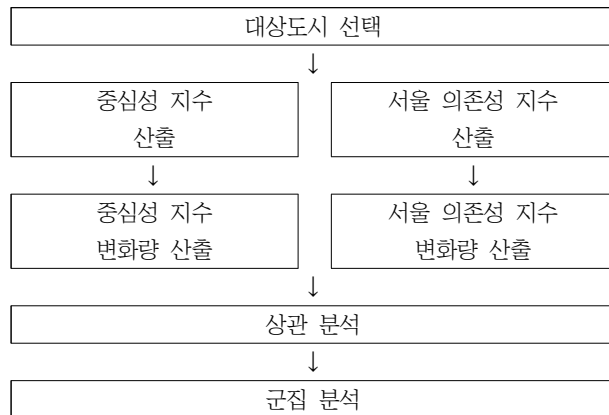 대상도시 선택
↓
중심성 지수
산출
서울 의존성 지수
산출
↓ ↓
중심성 지수
변화량 산출
서울 의존성 지수
변화량 산출
↓
상관 분석
↓
군집 분석